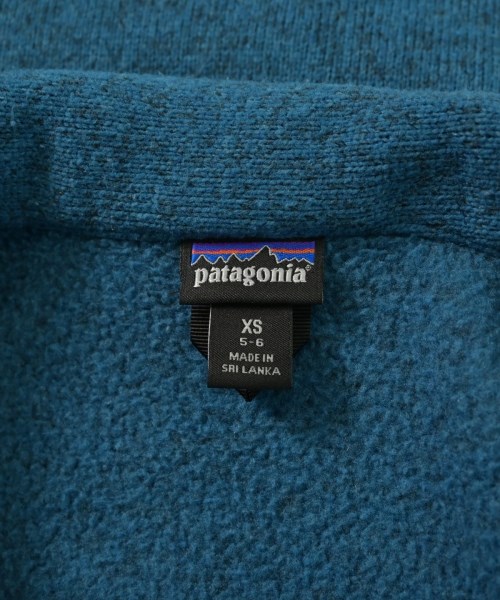 patagonia®
XS
5-6
MADE IN
SRI LANKA